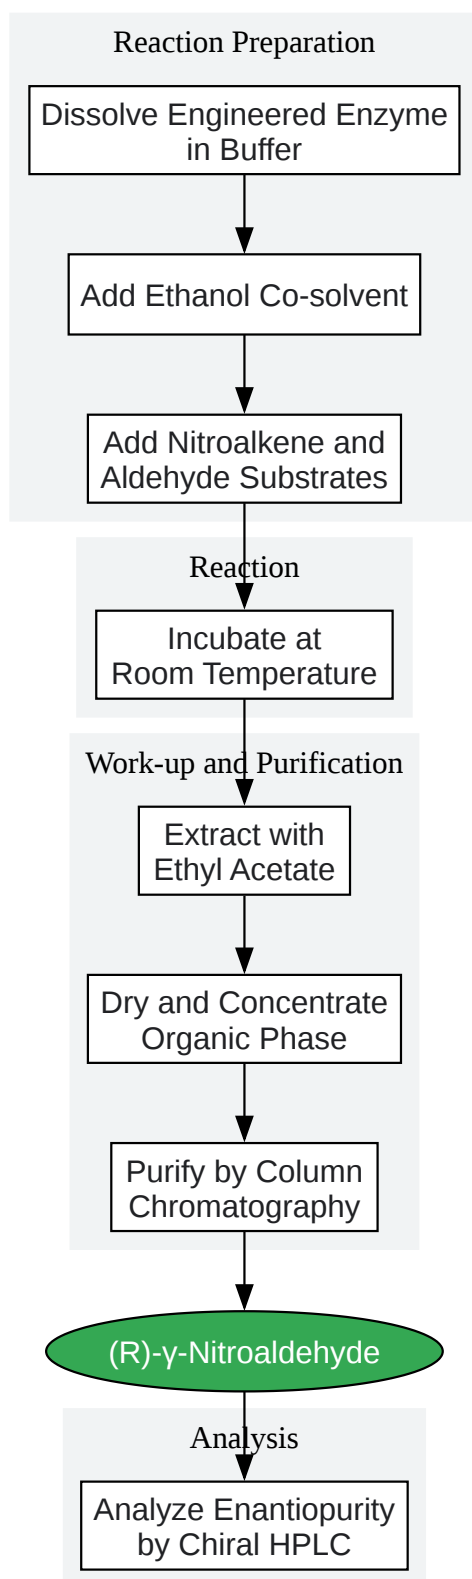 Reaction Preparation
Dissolve Engineered Enzyme
in Buffer
Add Ethanol Co-solvent
Add Nitroalkene and
Aldehyde Substrates
Reaction
Incubate at
Room Temperature
Work-up and Purification
Extract with
Ethyl Acetate
Dry and Concentrate
Organic Phase
Purify by Column
Chromatography
(R)-γ-Nitroaldehyde
Analysis
Analyze Enantiopurity
by Chiral HPLC